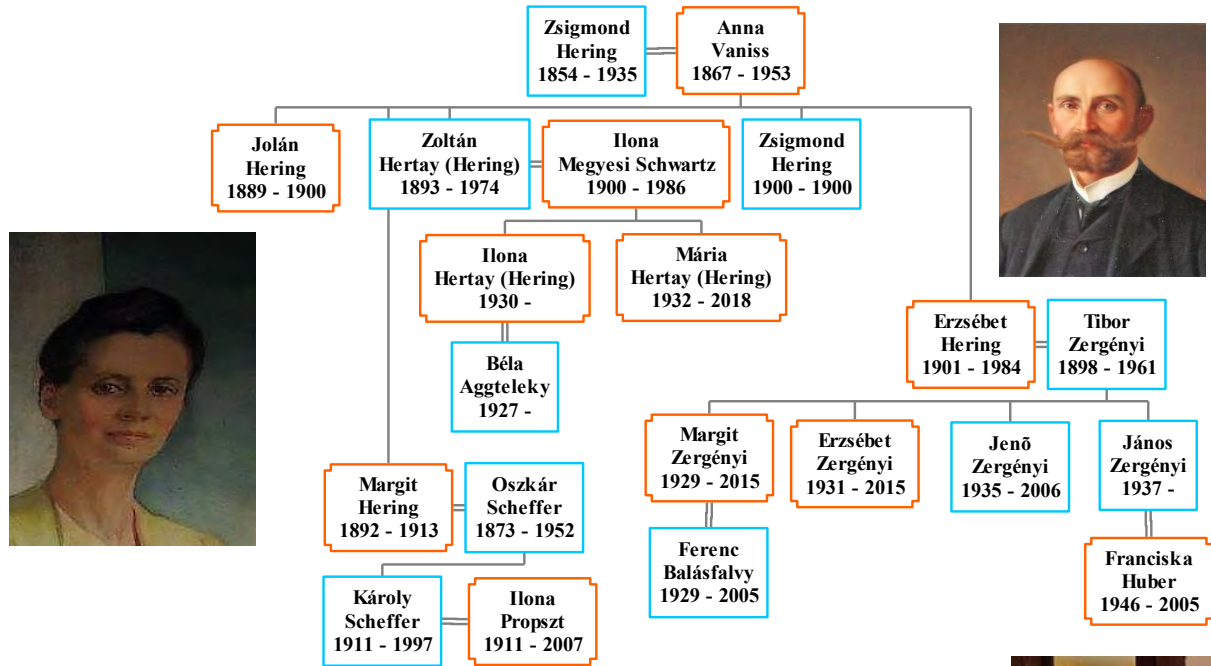 Zsigmond
Hering
1854 - 1935
Anna
Vaniss
1867 - 1953
Jolán
Hering
1889 - 1900
Zoltán
Hertay (Hering)
1893 - 1974
Ilona
Megyesi Schwartz
1900 - 1986
Zsigmond
Hering
1900 - 1900
Ilona
Hertay (Hering)
1930 -
Mária
Hertay (Hering)
1932 - 2018
Erzsébet
Hering
1901 - 1984
Tibor
Zergényi
1898 - 1961
Béla
Aggteleky
1927 -
Margit
Zergényi
1929 - 2015
Erzsébet
Zergényi
1931 - 2015
Jenõ
Zergényi
1935 - 2006
János
Zergényi
1937 -
Margit
Hering
1892 - 1913
Oszkár
Scheffer
1873 - 1952
Ferenc
Balásfalvy
1929 - 2005
Franciska
Huber
1946 - 2005
Károly
Scheffer
1911 - 1997
Ilona
Propszt
1911 - 2007